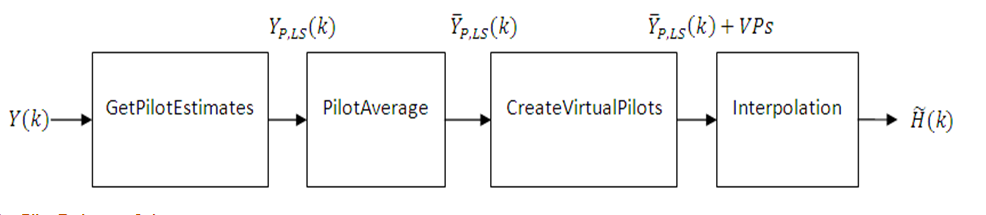 Y_{P,LS}(k) Ȳ_{P,LS}(k) Ȳ_{P,LS}(k) + VPs
Y(k) GetPilotEstimates PilotAverage CreateVirtualPilots Interpolation H̃(k)